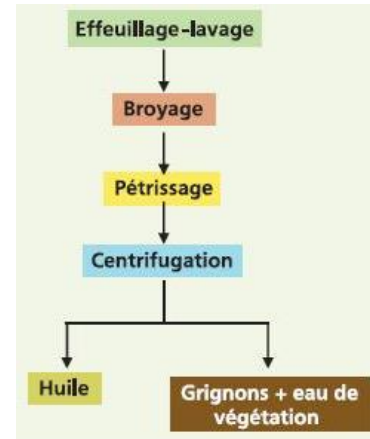 Effeuillage-lavage
Broyage
Pétrissage
Centrifugation
Huile
Grignons + eau de
végétation